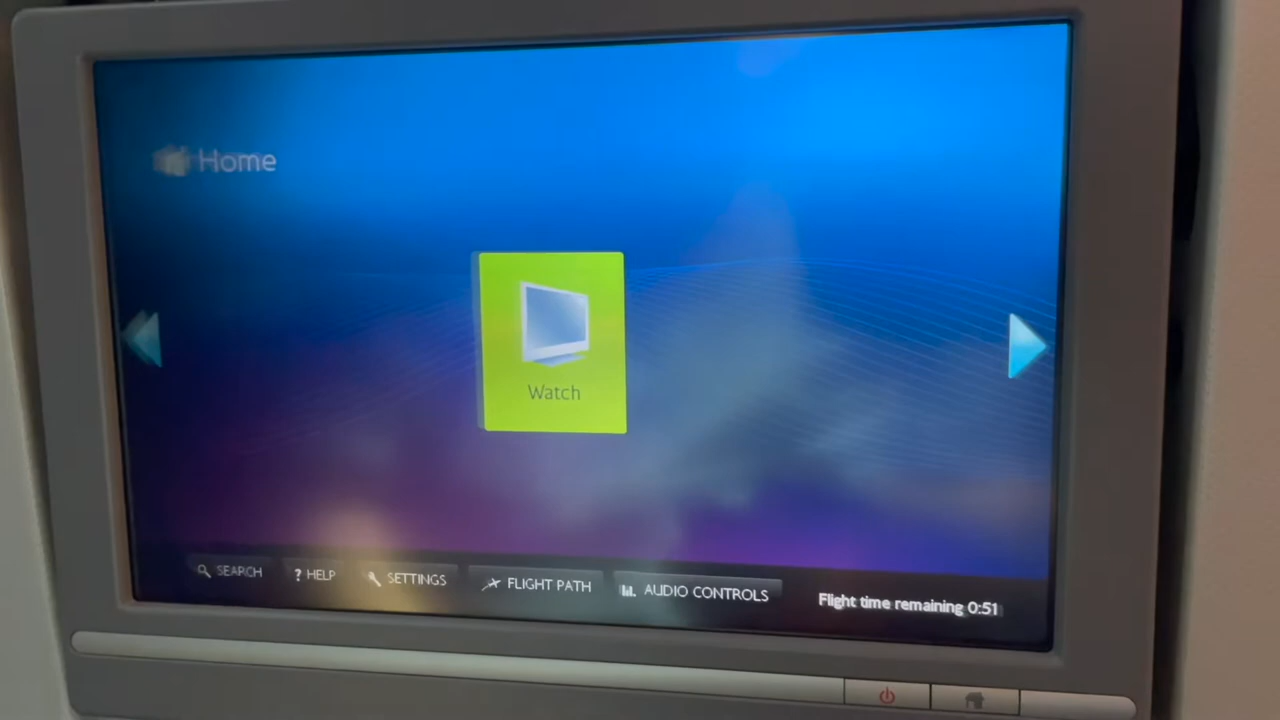 Home
Watch
SEARCH
? HELP
SETTINGS
FLIGHT PATH
AUDIO CONTROLS
Flight time remaining 0:51